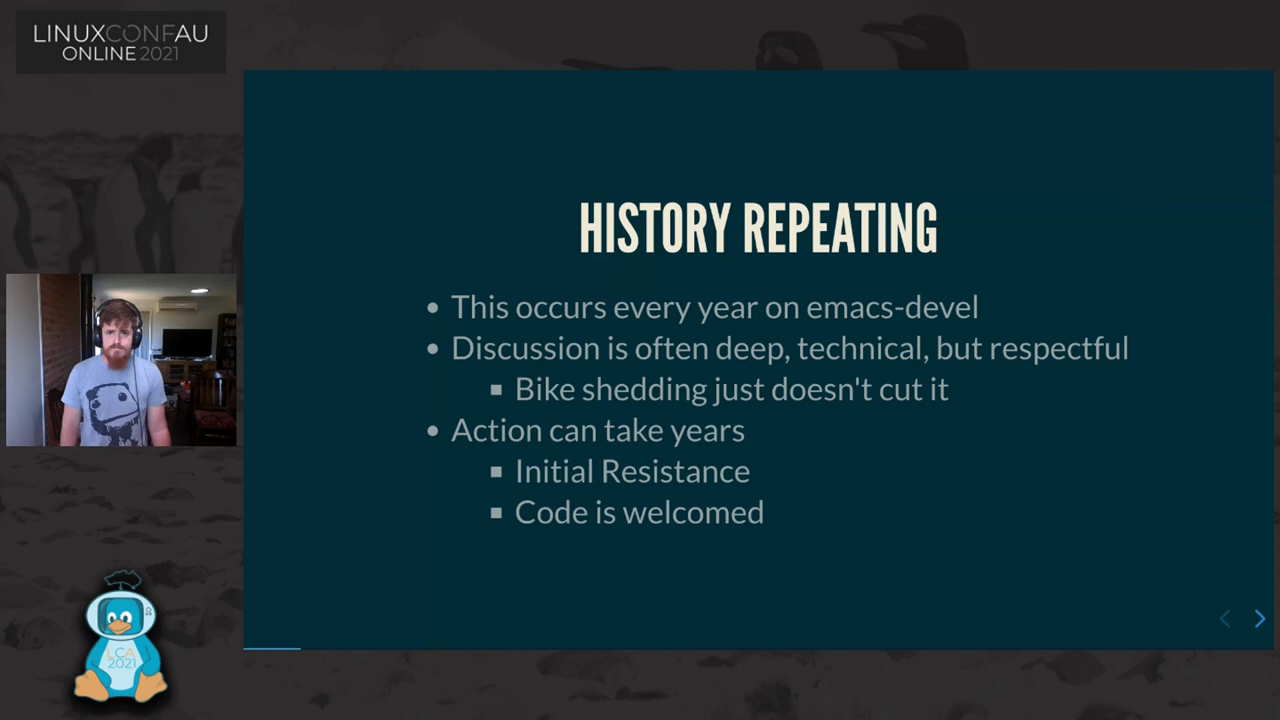 LINUXCONFAU
ONLINE 2021
HISTORY REPEATING
This occurs every year on emacs-devel
Discussion is often deep, technical, but respectful
Bike shedding just doesn't cut it
Action can take years
Initial Resistance
Code is welcomed
LCA
2021